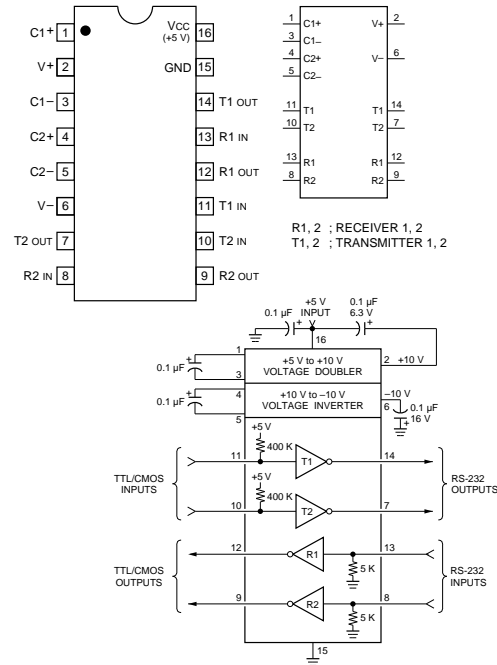 C1+ 1
V+ 2
C1– 3
C2+ 4
C2– 5
V– 6
T2 OUT 7
R2 IN 8
VCC 16
(+5 V)
GND 15
14 T1 OUT
13 R1 IN
12 R1 OUT
11 T1 IN
10 T2 IN
9 R2 OUT
1 C1+ V+ 2
3 C1–
4 C2+ V– 6
5 C2–
11 T1 T1 14
10 T2 T2 7
13 R1 R1 12
8 R2 R2 9
R1, 2 ; RECEIVER 1, 2
T1, 2 ; TRANSMITTER 1, 2
0.1 µF
+
+5 V
INPUT
0.1 µF
6.3 V
+
16
1
+5 V to +10 V
VOLTAGE DOUBLER
2 +10 V
+
0.1 µF
3
4
+10 V to –10 V
VOLTAGE INVERTER
–10 V
6
+
0.1 µF
5
+
0.1 µF
16 V
+5 V
400 K
11 T1 14
+5 V
400 K
10 T2 7
TTL/CMOS
INPUTS
RS-232
OUTPUTS
12 R1 13
5 K
9 R2 8
5 K
TTL/CMOS
OUTPUTS
RS-232
INPUTS
15